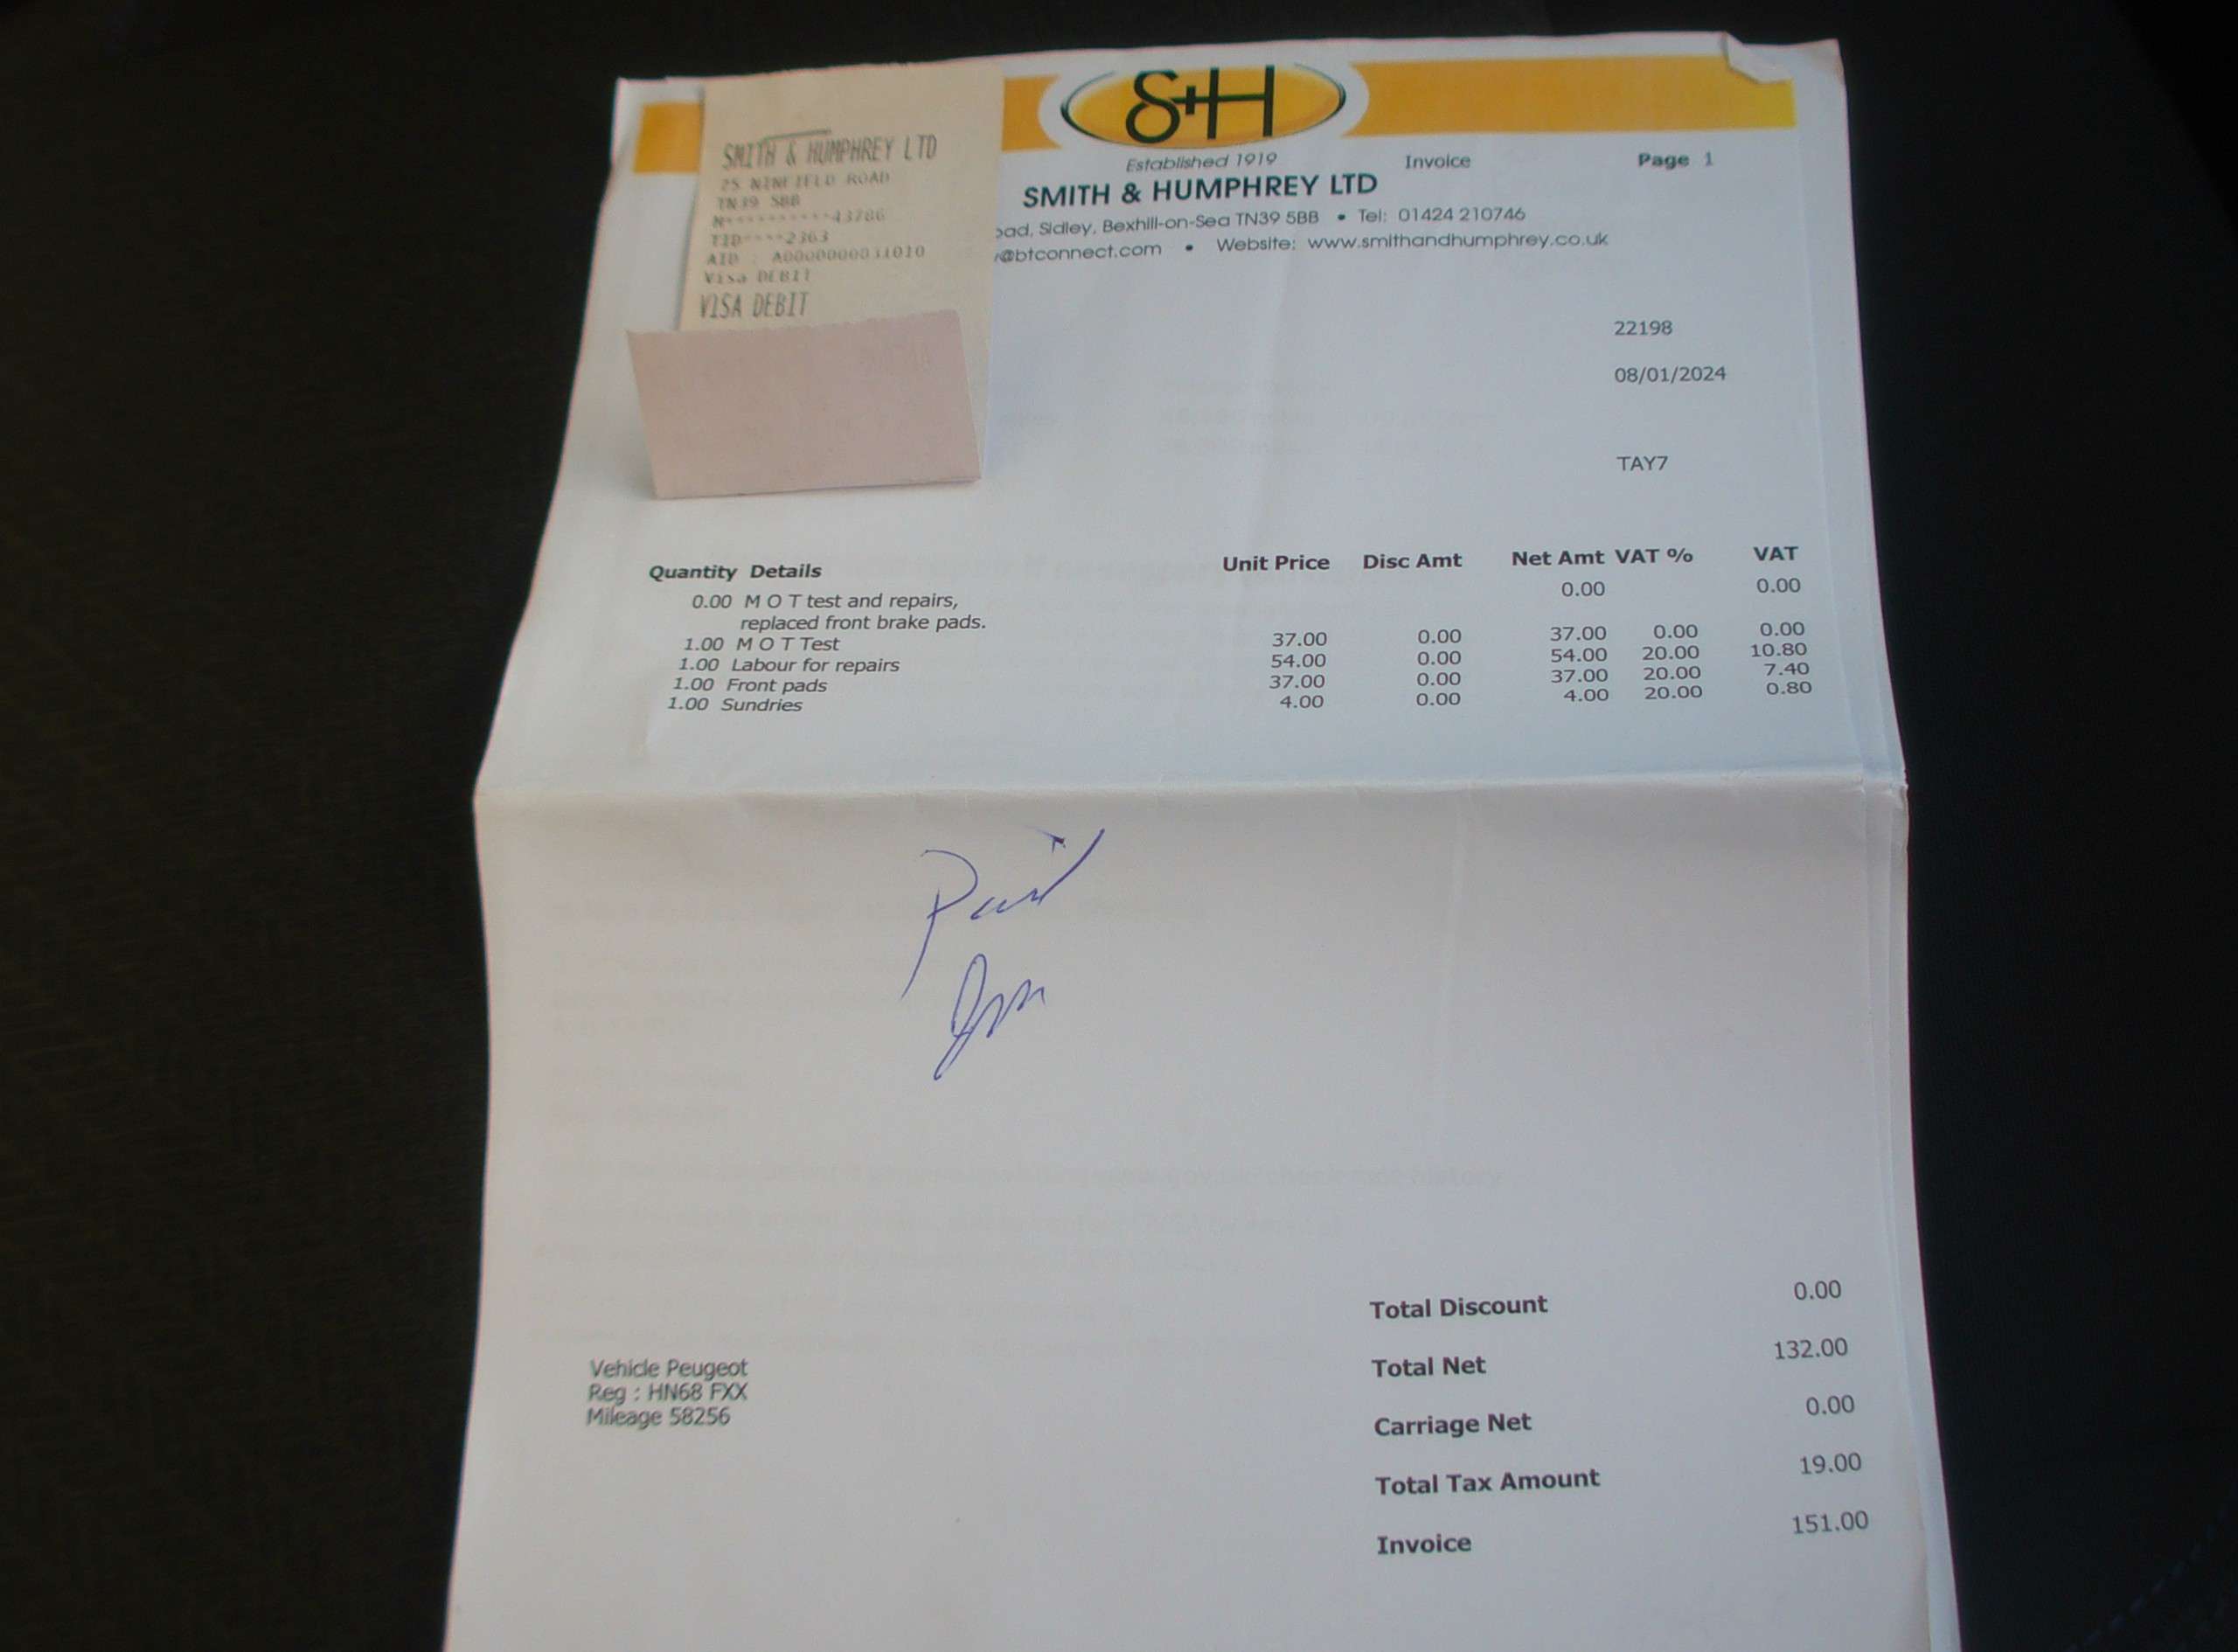 SMITH & HUMPHREY LTD
25 NINFIELD ROAD
TN39 5BB
M***********43786
TID****2363
AID : A0000000031010
Visa DEBIT
VISA DEBIT
S+H
Established 1919
Invoice
Page 1
SMITH & HUMPHREY LTD
oad, Sidley, Bexhill-on-Sea TN39 5BB • Tel: 01424 210746
@btconnect.com • Website: www.smithandhumphrey.co.uk
22198
08/01/2024
TAY7
Quantity Details Unit Price Disc Amt Net Amt VAT % VAT
0.00 M O T test and repairs, 0.00 0.00
replaced front brake pads.
1.00 M O T Test 37.00 0.00 37.00 0.00 0.00
1.00 Labour for repairs 54.00 0.00 54.00 20.00 10.80
1.00 Front pads 37.00 0.00 37.00 20.00 7.40
1.00 Sundries 4.00 0.00 4.00 20.00 0.80
Paid
Total Discount 0.00
Total Net 132.00
Carriage Net 0.00
Total Tax Amount 19.00
Invoice 151.00
Vehicle Peugeot
Reg : HN68 FXX
Mileage 58256